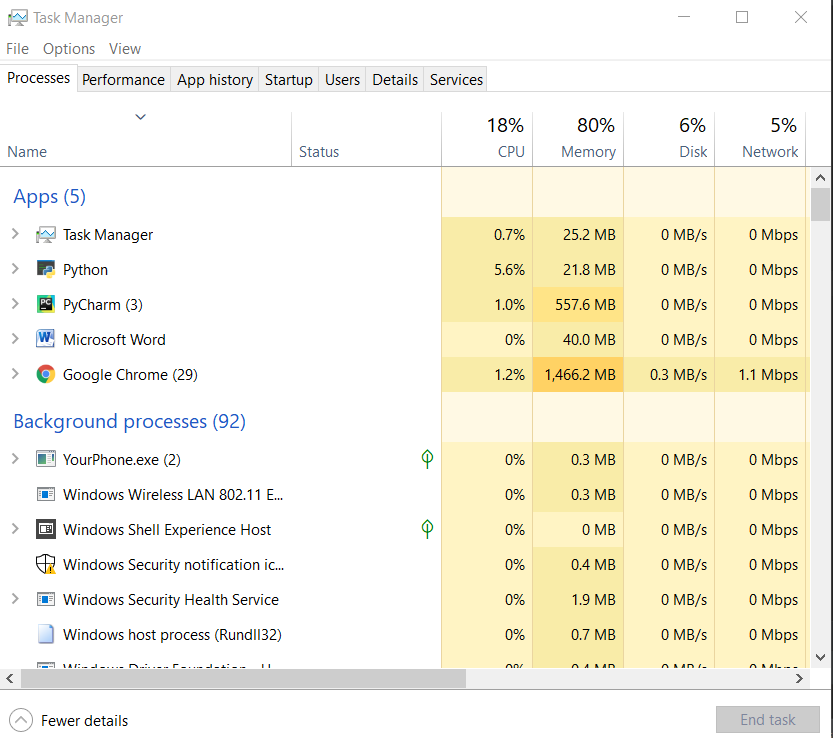 Task Manager
File Options View
Processes Performance App history Startup Users Details Services
18% 80% 6% 5%
Name Status CPU Memory Disk Network
Apps (5)
Task Manager 0.7% 25.2 MB 0 MB/s 0 Mbps
Python 5.6% 21.8 MB 0 MB/s 0 Mbps
PyCharm (3) 1.0% 557.6 MB 0 MB/s 0 Mbps
Microsoft Word 0% 40.0 MB 0 MB/s 0 Mbps
Google Chrome (29) 1.2% 1,466.2 MB 0.3 MB/s 1.1 Mbps
Background processes (92)
YourPhone.exe (2) 0% 0.3 MB 0 MB/s 0 Mbps
Windows Wireless LAN 802.11 E... 0% 0.3 MB 0 MB/s 0 Mbps
Windows Shell Experience Host 0% 0 MB 0 MB/s 0 Mbps
Windows Security notification ic... 0% 0.4 MB 0 MB/s 0 Mbps
Windows Security Health Service 0% 1.9 MB 0 MB/s 0 Mbps
Windows host process (Rundll32) 0% 0.7 MB 0 MB/s 0 Mbps
Windows Driver Foundation - U... 0% 0.4 MB 0 MB/s 0 Mbps
Fewer details End task